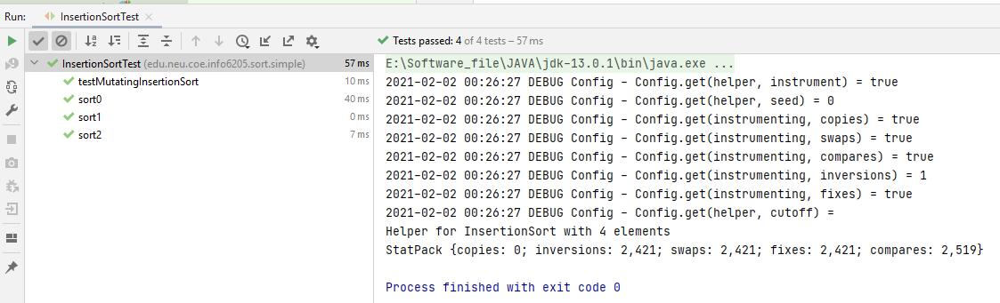 Run: InsertionSortTest
Tests passed: 4 of 4 tests – 57 ms
InsertionSortTest (edu.neu.coe.info6205.sort.simple) 57 ms
testMutatingInsertionSort 10 ms
sort0 40 ms
sort1 0 ms
sort2 7 ms
E:\Software_file\JAVA\jdk-13.0.1\bin\java.exe ...
2021-02-02 00:26:27 DEBUG Config - Config.get(helper, instrument) = true
2021-02-02 00:26:27 DEBUG Config - Config.get(helper, seed) = 0
2021-02-02 00:26:27 DEBUG Config - Config.get(instrumenting, copies) = true
2021-02-02 00:26:27 DEBUG Config - Config.get(instrumenting, swaps) = true
2021-02-02 00:26:27 DEBUG Config - Config.get(instrumenting, compares) = true
2021-02-02 00:26:27 DEBUG Config - Config.get(instrumenting, inversions) = 1
2021-02-02 00:26:27 DEBUG Config - Config.get(instrumenting, fixes) = true
2021-02-02 00:26:27 DEBUG Config - Config.get(helper, cutoff) =
Helper for InsertionSort with 4 elements
StatPack {copies: 0; inversions: 2,421; swaps: 2,421; fixes: 2,421; compares: 2,519}
Process finished with exit code 0